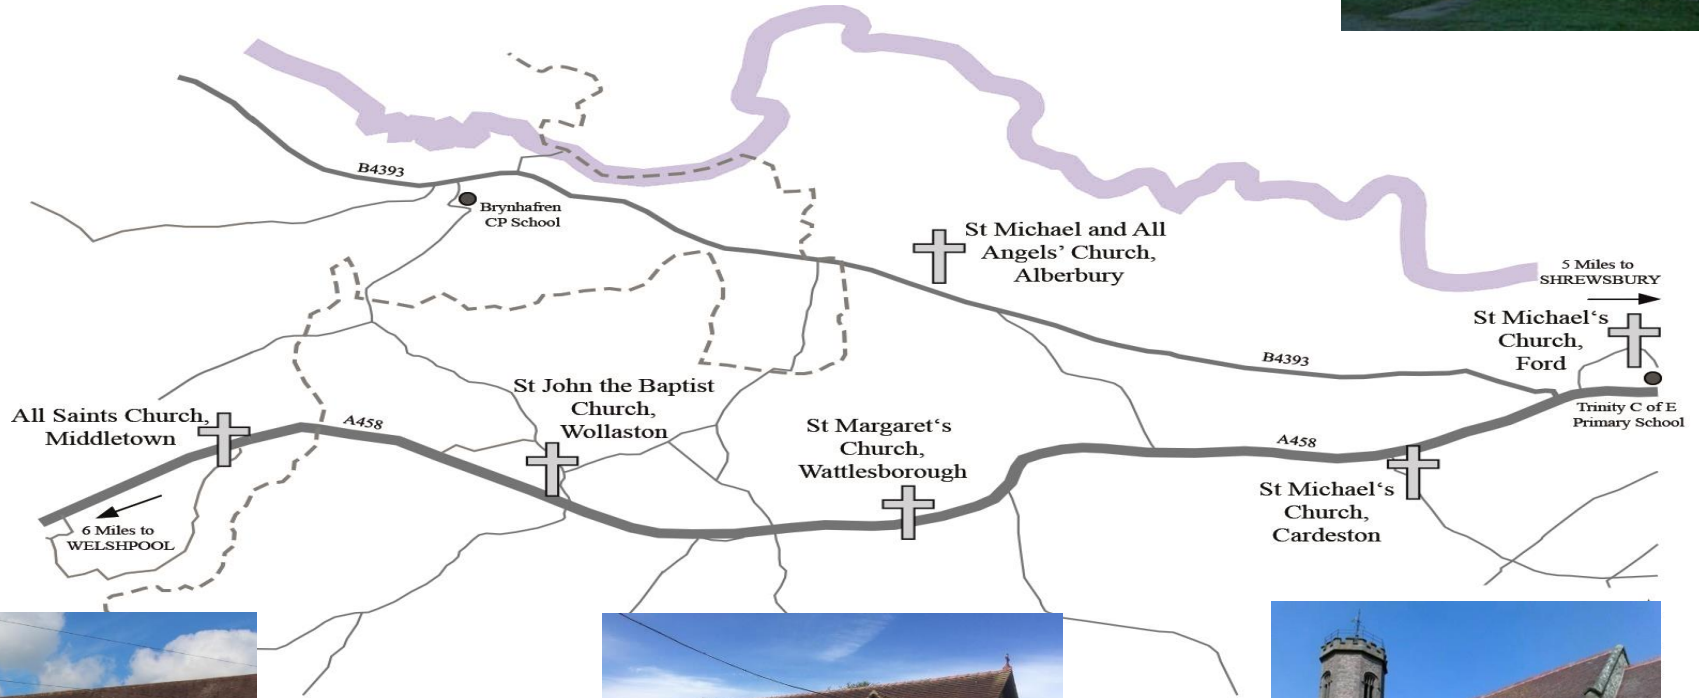 B4393
Brynhafren
CP School
St Michael and All
Angels’ Church,
Alberbury
5 Miles to
SHREWSBURY
St Michael‘s
Church,
Ford
B4393
Trinity C of E
Primary School
All Saints Church,
Middletown
A458
St John the Baptist
Church,
Wollaston
St Margaret‘s
Church,
Wattlesborough
A458
St Michael‘s
Church,
Cardeston
6 Miles to
WELSHPOOL